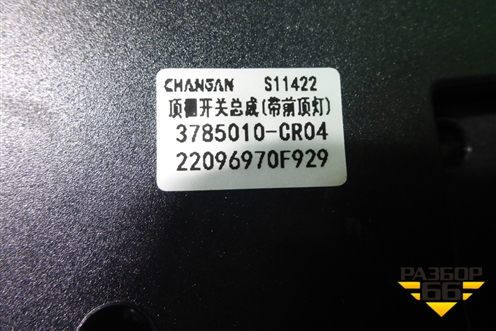 CHANGAN S11422
顶棚开关总成(带前顶灯)
3785010-CR04
22096970F929
РАЗБОР
66